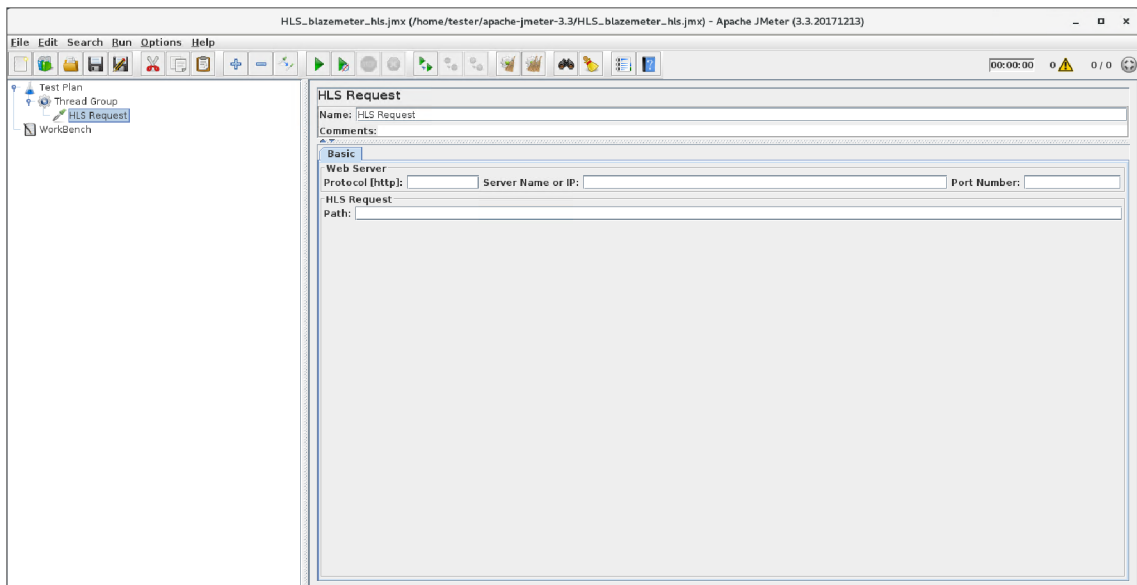 HLS_blazemeter_hls.jmx (/home/tester/apache-jmeter-3.3/HLS_blazemeter_hls.jmx) - Apache JMeter (3.3.20171213)
File Edit Search Run Options Help
00:00:00 0 0 / 0
Test Plan
Thread Group
HLS Request
WorkBench
HLS Request
Name: HLS Request
Comments:
Basic
Web Server
Protocol [http]: Server Name or IP: Port Number:
HLS Request
Path: